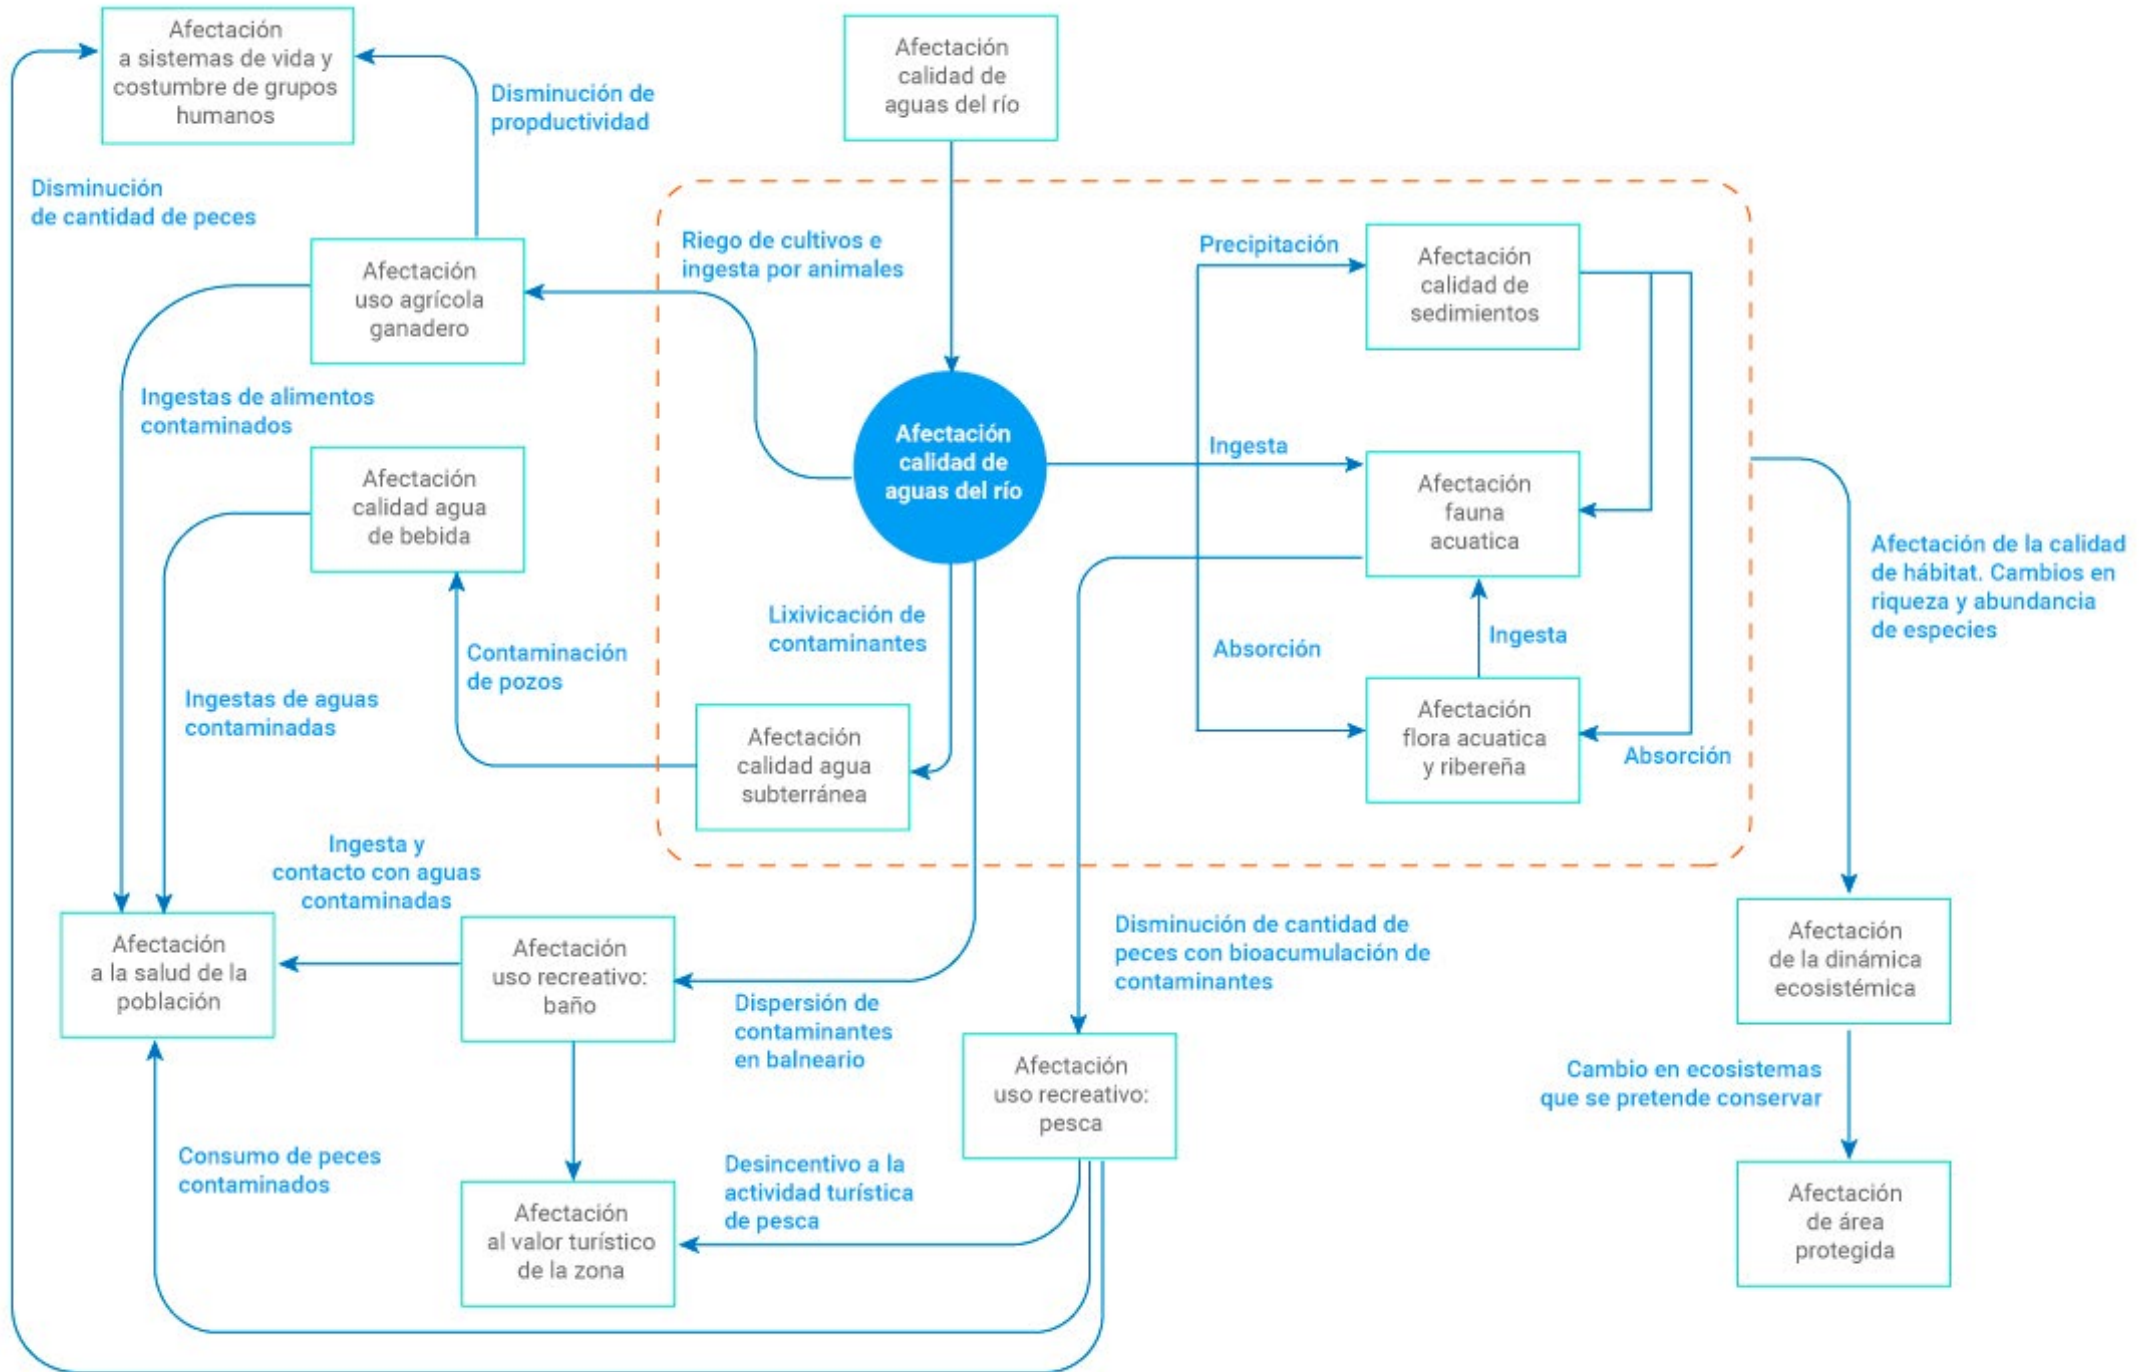 Afectación
a sistemas de vida y
costumbre de grupos
humanos
Disminución de
propductividad
Afectación
calidad de
aguas del río
Disminución
de cantidad de peces
Riego de cultivos e
ingesta por animales
Precipitación
Afectación
calidad de
sedimientos
Afectación
uso agrícola
ganadero
Ingestas de alimentos
contaminados
Afectación
calidad de
aguas del río
Ingesta
Afectación
fauna
acuatica
Afectación
calidad agua
de bebida
Afectación de la calidad
de hábitat. Cambios en
riqueza y abundancia
de especies
Lixivicación de
contaminantes
Ingesta
Absorción
Contaminación
de pozos
Ingestas de aguas
contaminadas
Afectación
calidad agua
subterránea
Afectación
flora acuatica
y ribereña
Absorción
Ingesta y
contacto con aguas
contaminadas
Afectación
a la salud de la
población
Afectación
uso recreativo:
baño
Disminución de cantidad de
peces con bioacumulación de
contaminantes
Afectación
de la dinámica
ecosistémica
Dispersión de
contaminantes
en balneario
Afectación
uso recreativo:
pesca
Cambio en ecosistemas
que se pretende conservar
Consumo de peces
contaminados
Desincentivo a la
actividad turística
de pesca
Afectación
al valor turístico
de la zona
Afectación
de área
protegida